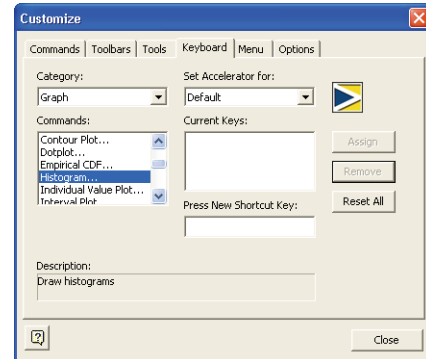 Customize
Commands Toolbars Tools Keyboard Menu Options
Category: Set Accelerator for:
Graph Default
Commands: Current Keys:
Contour Plot...
Dotplot...
Empirical CDF...
Histogram...
Individual Value Plot...
Interval Plot
Assign
Remove
Press New Shortcut Key: Reset All
Description:
Draw histograms
? Close